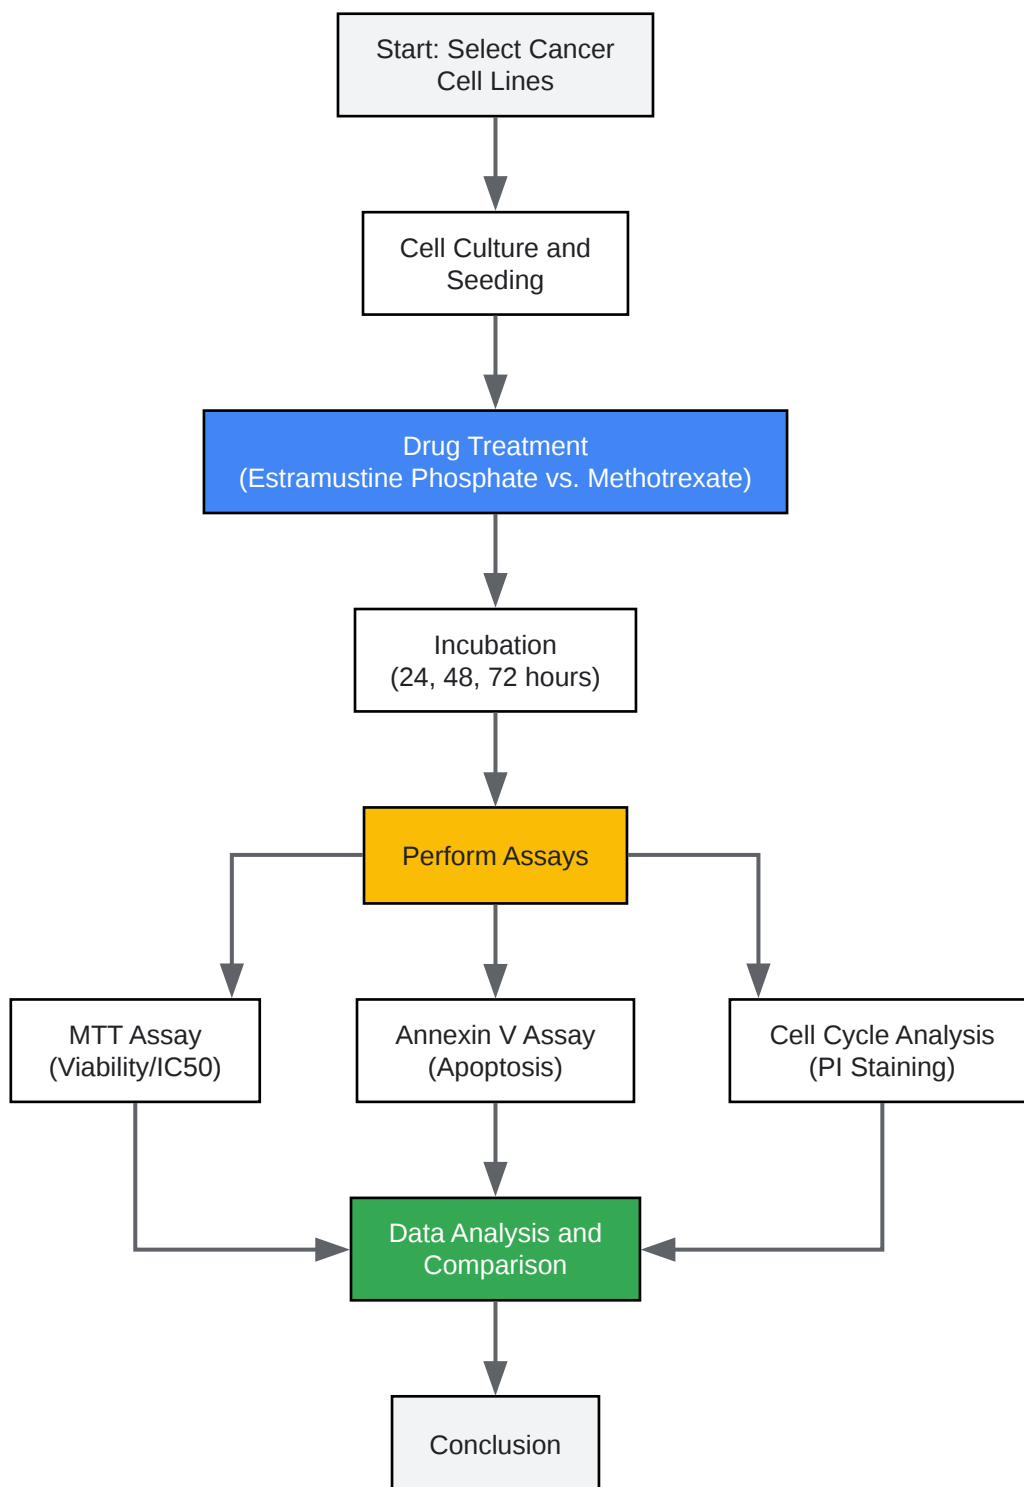 Start: Select Cancer
Cell Lines
Cell Culture and
Seeding
Drug Treatment
(Estramustine Phosphate vs. Methotrexate)
Incubation
(24, 48, 72 hours)
Perform Assays
MTT Assay
(Viability/IC50)
Annexin V Assay
(Apoptosis)
Cell Cycle Analysis
(PI Staining)
Data Analysis and
Comparison
Conclusion